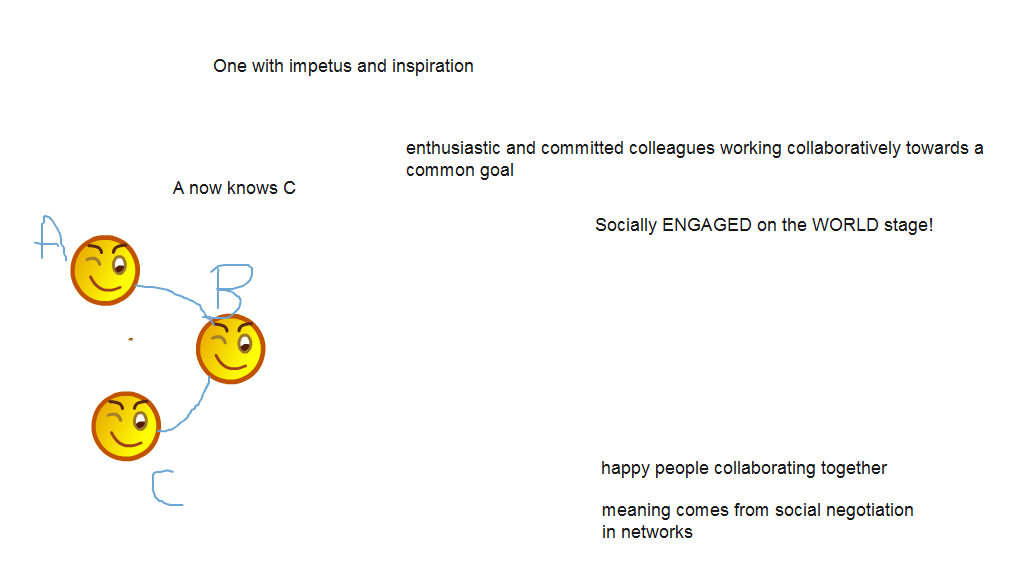 One with impetus and inspiration
enthusiastic and committed colleagues working collaboratively towards a
common goal
A now knows C
Socially ENGAGED on the WORLD stage!
A
B
C
happy people collaborating together
meaning comes from social negotiation
in networks